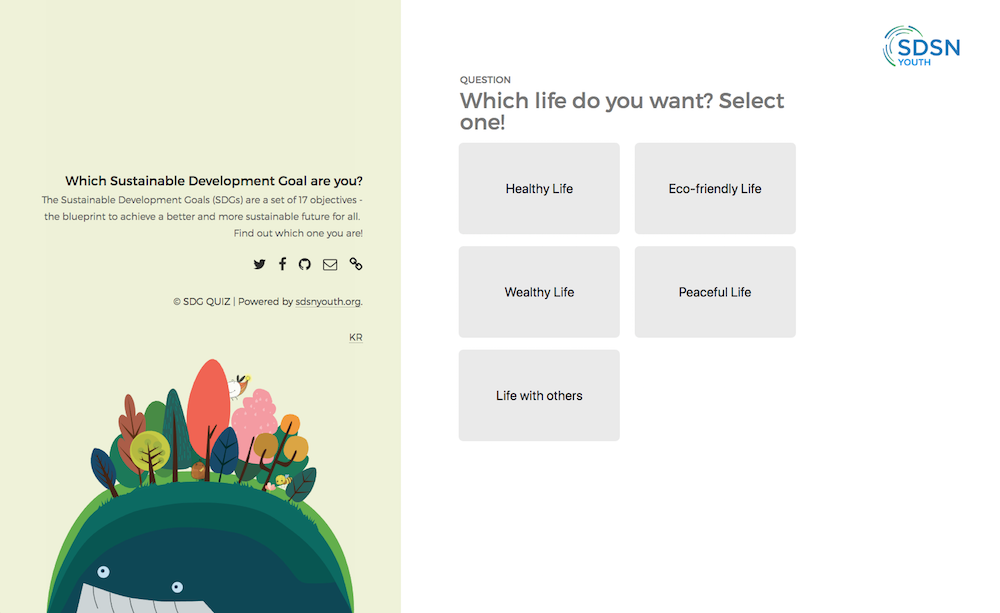 Which Sustainable Development Goal are you?
The Sustainable Development Goals (SDGs) are a set of 17 objectives -
the blueprint to achieve a better and more sustainable future for all.
Find out which one you are!
© SDG QUIZ | Powered by sdsnyouth.org.
KR
SDSN
YOUTH
QUESTION
Which life do you want? Select
one!
Healthy Life
Eco-friendly Life
Wealthy Life
Peaceful Life
Life with others